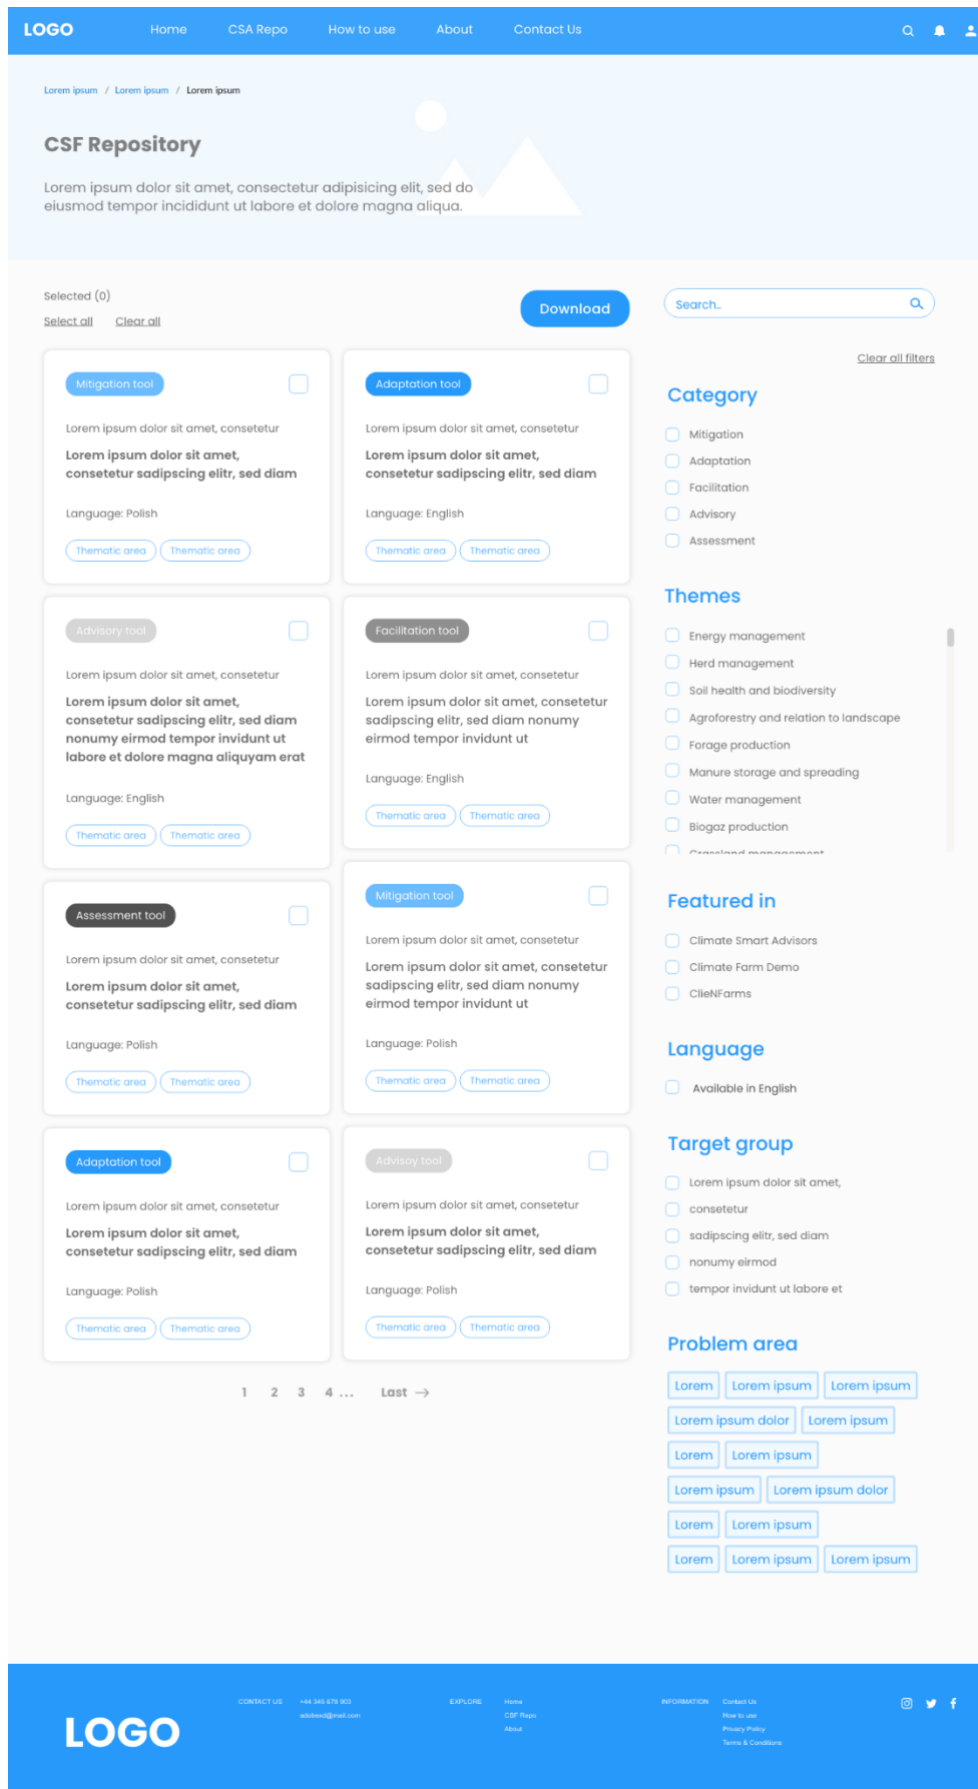 LOGO
Home
CSA Repo
How to use
About
Contact Us
Lorem ipsum / Lorem ipsum / Lorem ipsum
CSF Repository
Lorem ipsum dolor sit amet, consectetur adipisicing elit, sed do
eiusmod tempor incididunt ut labore et dolore magna aliqua.
Selected (0)
Select all
Clear all
Download
Mitigation tool
Lorem ipsum dolor sit amet, consetetur
Lorem ipsum dolor sit amet,
consetetur sadipscing elitr, sed diam
Language: Polish
Thematic area
Thematic area
Adaptation tool
Lorem ipsum dolor sit amet, consetetur
Lorem ipsum dolor sit amet,
consetetur sadipscing elitr, sed diam
Language: English
Thematic area
Thematic area
Advisory tool
Lorem ipsum dolor sit amet, consetetur
Lorem ipsum dolor sit amet,
consetetur sadipscing elitr, sed diam
nonumy eirmod tempor invidunt ut
labore et dolore magna aliquyam erat
Language: English
Thematic area
Thematic area
Facilitation tool
Lorem ipsum dolor sit amet, consetetur
Lorem ipsum dolor sit amet, consetetur
sadipscing elitr, sed diam nonumy
eirmod tempor invidunt ut
Language: English
Thematic area
Thematic area
Assessment tool
Lorem ipsum dolor sit amet, consetetur
Lorem ipsum dolor sit amet,
consetetur sadipscing elitr, sed diam
Language: Polish
Thematic area
Thematic area
Mitigation tool
Lorem ipsum dolor sit amet, consetetur
Lorem ipsum dolor sit amet, consetetur
sadipscing elitr, sed diam nonumy
eirmod tempor invidunt ut
Language: Polish
Thematic area
Thematic area
Adaptation tool
Lorem ipsum dolor sit amet, consetetur
Lorem ipsum dolor sit amet,
consetetur sadipscing elitr, sed diam
Language: Polish
Thematic area
Thematic area
Advisoy tool
Lorem ipsum dolor sit amet, consetetur
Lorem ipsum dolor sit amet,
consetetur sadipscing elitr, sed diam
Language: Polish
Thematic area
Thematic area
1 2 3 4 ... Last →
Search..
Clear all filters
Category
Mitigation
Adaptation
Facilitation
Advisory
Assessment
Themes
Energy management
Herd management
Soil health and biodiversity
Agroforestry and relation to landscape
Forage production
Manure storage and spreading
Water management
Biogaz production
Grassland management
Featured in
Climate Smart Advisors
Climate Farm Demo
ClieNFarms
Language
Available in English
Target group
Lorem ipsum dolor sit amet,
consetetur
sadipscing elitr, sed diam
nonumy eirmod
tempor invidunt ut labore et
Problem area
Lorem
Lorem ipsum
Lorem ipsum
Lorem ipsum dolor
Lorem ipsum
Lorem
Lorem ipsum
Lorem ipsum
Lorem ipsum dolor
Lorem
Lorem ipsum
Lorem
Lorem ipsum
Lorem ipsum
LOGO
CONTACT US
+44 345 678 903
adobexd@mail.com
EXPLORE
Home
CSF Repo
About
INFORMATION
Contact Us
How to use
Privacy Policy
Terms & Conditions